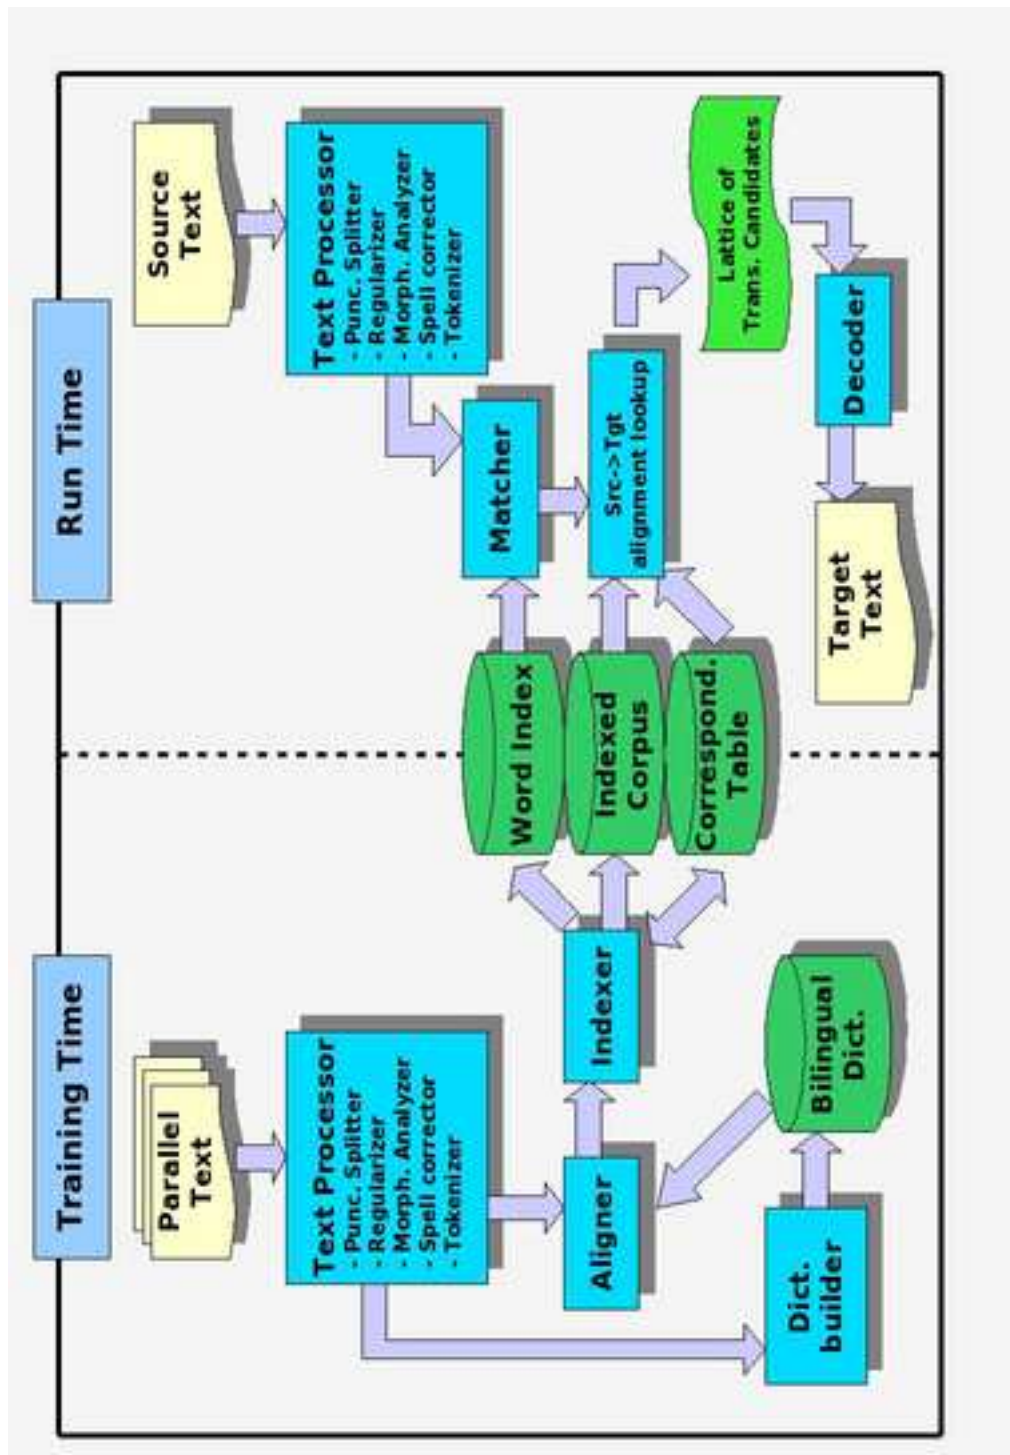 Training Time
Run Time
Parallel
Text
Text Processor
- Punc. Splitter
- Regularizer
- Morph. Analyzer
- Spell corrector
- Tokenizer
Aligner
Indexer
Dict.
builder
Bilingual
Dict.
Word Index
Indexed
Corpus
Correspond.
Table
Source
Text
Text Processor
- Punc. Splitter
- Regularizer
- Morph. Analyzer
- Spell corrector
- Tokenizer
Matcher
Src->Tgt
alignment lookup
Lattice of
Trans. Candidates
Decoder
Target
Text